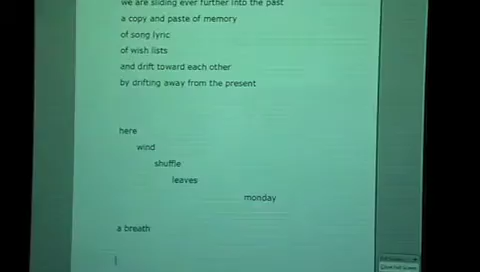 we are sliding ever further into the past
a copy and paste of memory
of song lyric
of wish lists
and drift toward each other
by drifting away from the present
here
wind
shuffle
leaves
monday
a breath